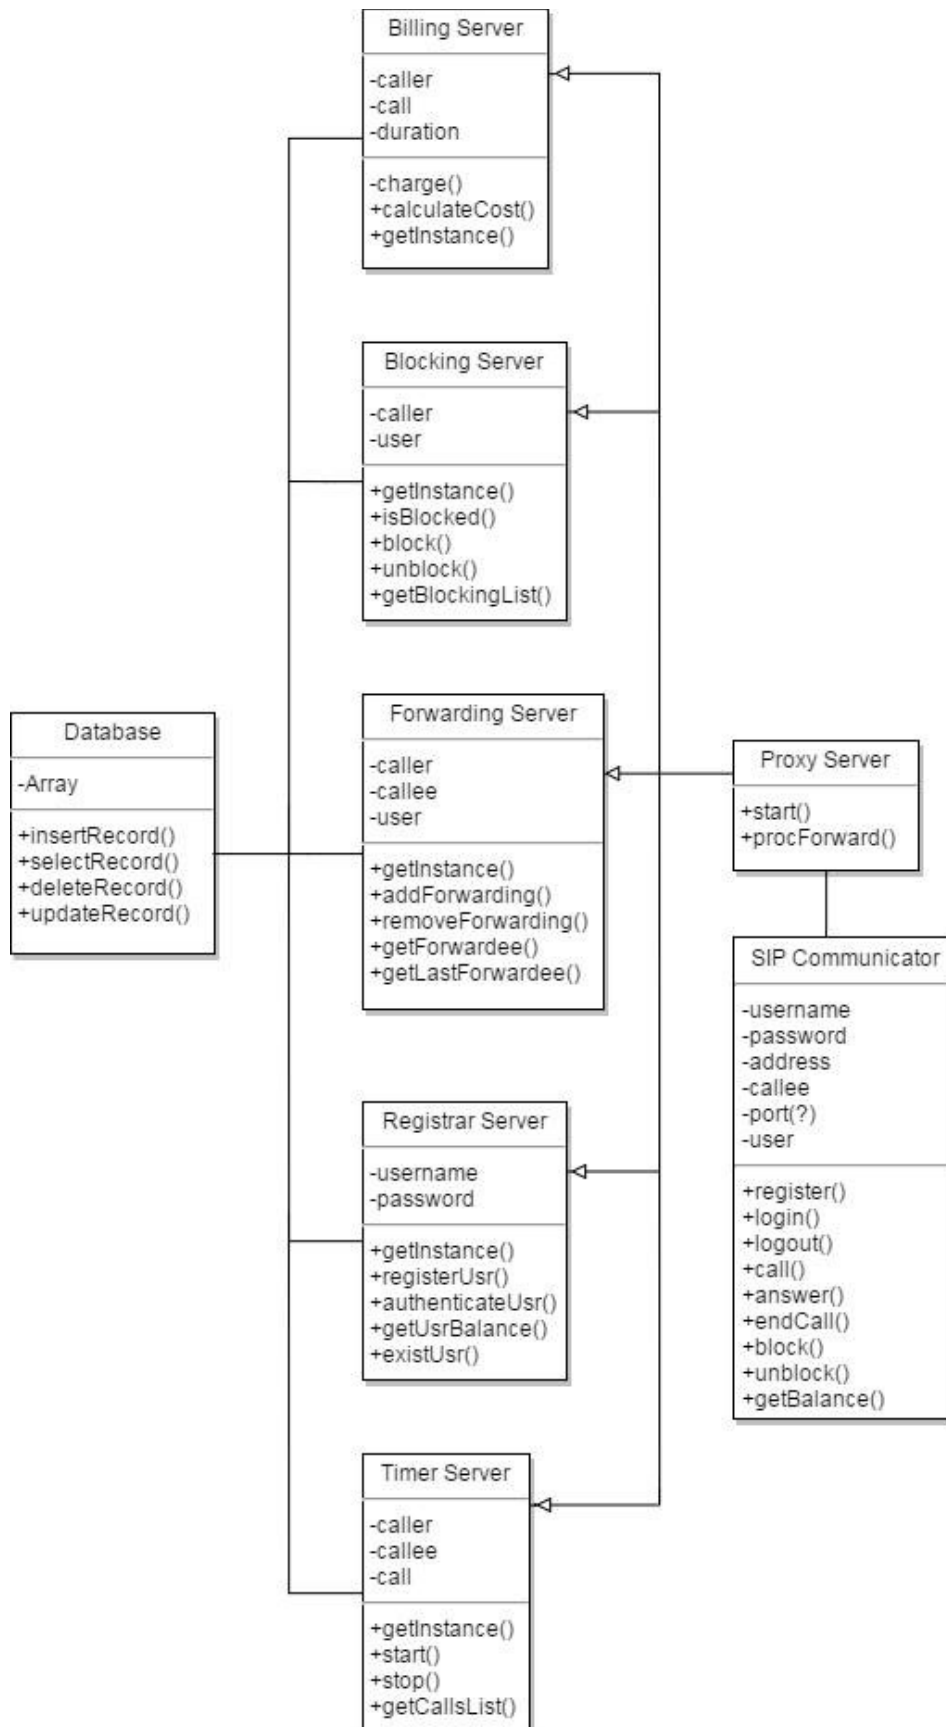 Billing Server
-caller
-call
-duration
-charge()
+calculateCost()
+getInstance()
Blocking Server
-caller
-user
+getInstance()
+isBlocked()
+block()
+unblock()
+getBlockingList()
Forwarding Server
-caller
-callee
-user
+getInstance()
+addForwarding()
+removeForwarding()
+getForwardee()
+getLastForwardee()
Database
-Array
+insertRecord()
+selectRecord()
+deleteRecord()
+updateRecord()
Proxy Server
+start()
+procForward()
SIP Communicator
-username
-password
-address
-callee
-port(?)
-user
+register()
+login()
+logout()
+call()
+answer()
+endCall()
+block()
+unblock()
+getBalance()
Registrar Server
-username
-password
+getInstance()
+registerUsr()
+authenticateUsr()
+getUsrBalance()
+existUsr()
Timer Server
-caller
-callee
-call
+getInstance()
+start()
+stop()
+getCallsList()